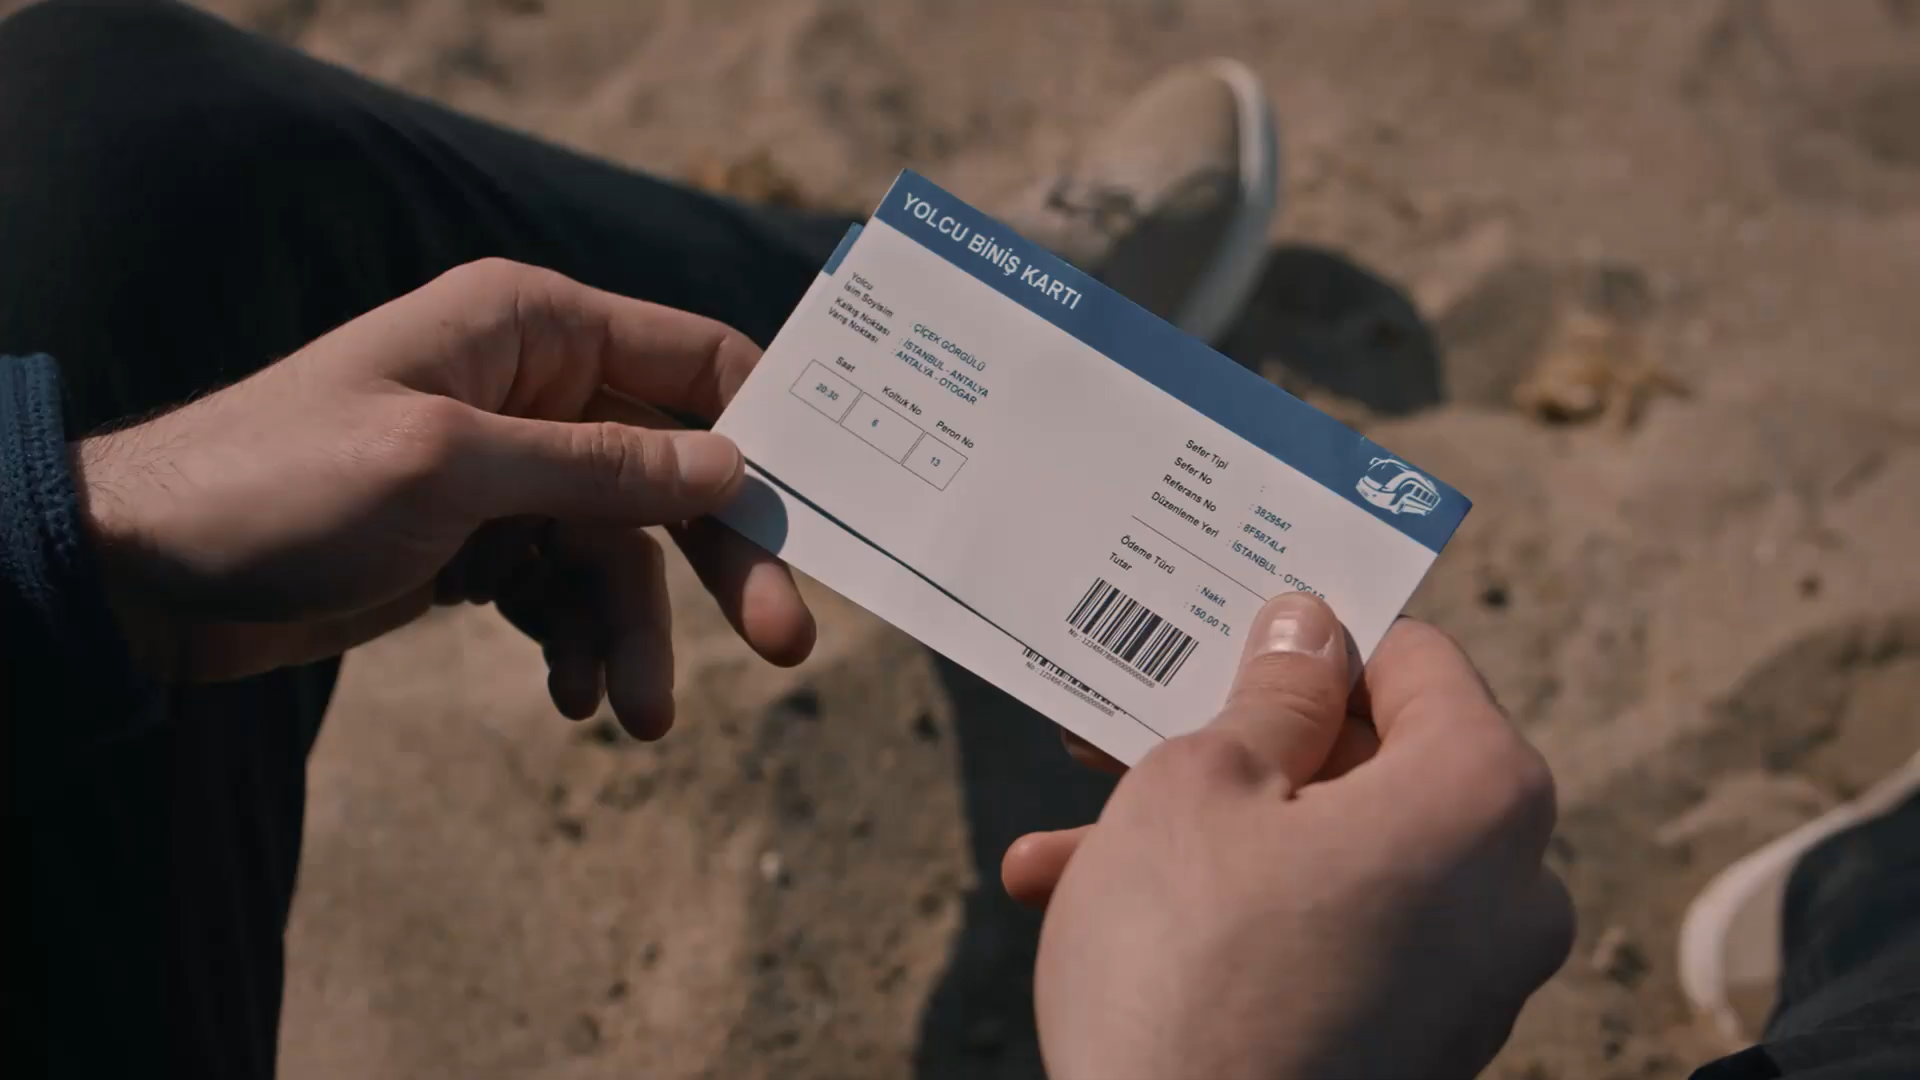 YOLCU BİNİŞ KARTI
Yolcu
İsim Soyisim : ÇİÇEK GÖRGÜLÜ
Kalkış Noktası : İSTANBUL - ANTALYA
Varış Noktası : ANTALYA - OTOGAR
Saat Koltuk No Peron No
20:30 6 13
Sefer Tipi :
Sefer No : 3829547
Referans No : 8F5874L4
Düzenleme Yeri : İSTANBUL - OTOGAR
Ödeme Türü : Nakit
Tutar : 150,00 TL